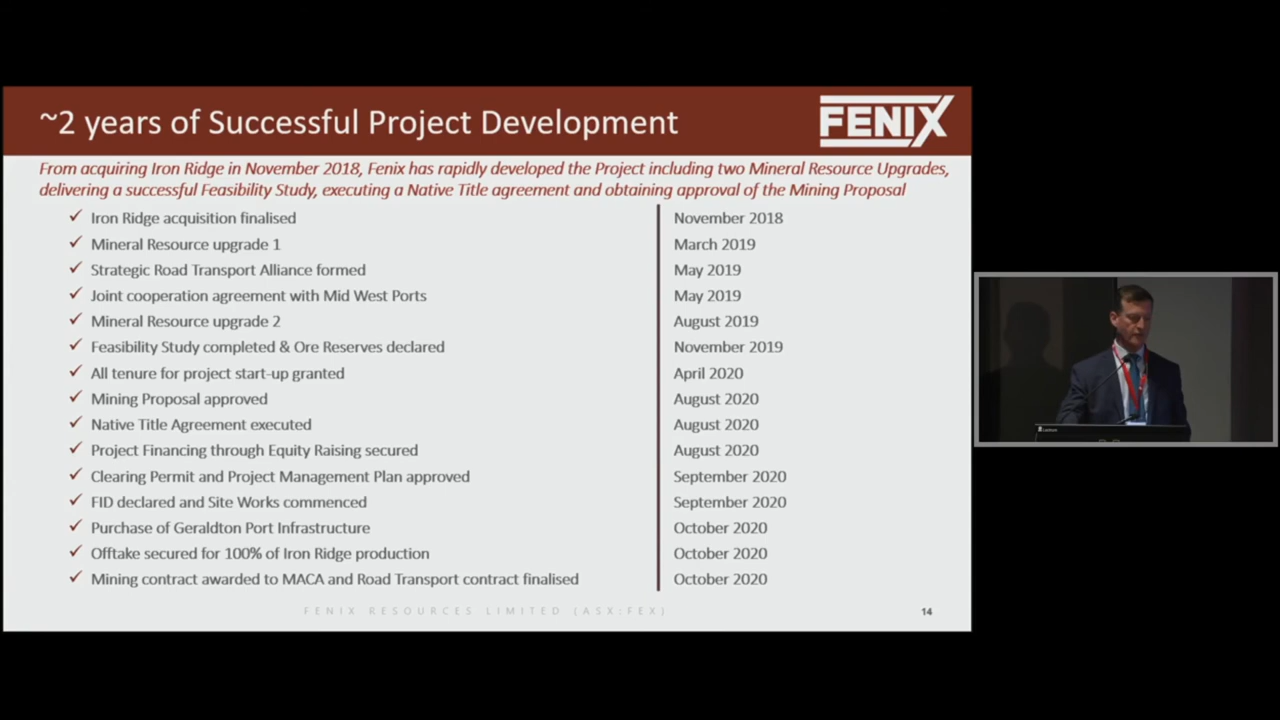 ~2 years of Successful Project Development
FENIX
From acquiring Iron Ridge in November 2018, Fenix has rapidly developed the Project including two Mineral Resource Upgrades,
delivering a successful Feasibility Study, executing a Native Title agreement and obtaining approval of the Mining Proposal
✓ Iron Ridge acquisition finalised November 2018
✓ Mineral Resource upgrade 1 March 2019
✓ Strategic Road Transport Alliance formed May 2019
✓ Joint cooperation agreement with Mid West Ports May 2019
✓ Mineral Resource upgrade 2 August 2019
✓ Feasibility Study completed & Ore Reserves declared November 2019
✓ All tenure for project start-up granted April 2020
✓ Mining Proposal approved August 2020
✓ Native Title Agreement executed August 2020
✓ Project Financing through Equity Raising secured August 2020
✓ Clearing Permit and Project Management Plan approved September 2020
✓ FID declared and Site Works commenced September 2020
✓ Purchase of Geraldton Port Infrastructure October 2020
✓ Offtake secured for 100% of Iron Ridge production October 2020
✓ Mining contract awarded to MACA and Road Transport contract finalised October 2020
FENIX RESOURCES LIMITED (ASX:FEX)
14